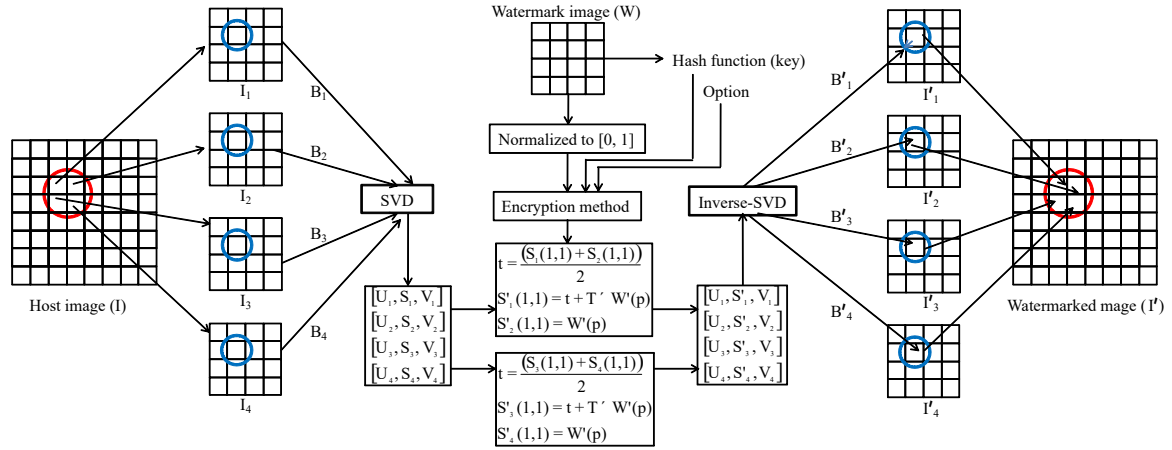 Watermark image (W)
Hash function (key)
Option
Normalized to [0, 1]
Encryption method
Host image (I)
I₁
I₂
I₃
I₄
B₁
B₂
B₃
B₄
SVD
[U₁,S₁,V₁]
[U₂,S₂,V₂]
[U₃,S₃,V₃]
[U₄,S₄,V₄]
t = (S₁(1,1) + S₂(1,1)) / 2
S'₁(1,1) = t + T ´ W'(p)
S'₂(1,1) = W'(p)
t = (S₃(1,1) + S₄(1,1)) / 2
S'₃(1,1) = t + T ´ W'(p)
S'₄(1,1) = W'(p)
Inverse-SVD
[U₁,S'₁,V₁]
[U₂,S'₂,V₂]
[U₃,S'₃,V₃]
[U₄,S'₄,V₄]
B'₁
B'₂
B'₃
B'₄
I'₁
I'₂
I'₃
I'₄
Watermarked mage (I')